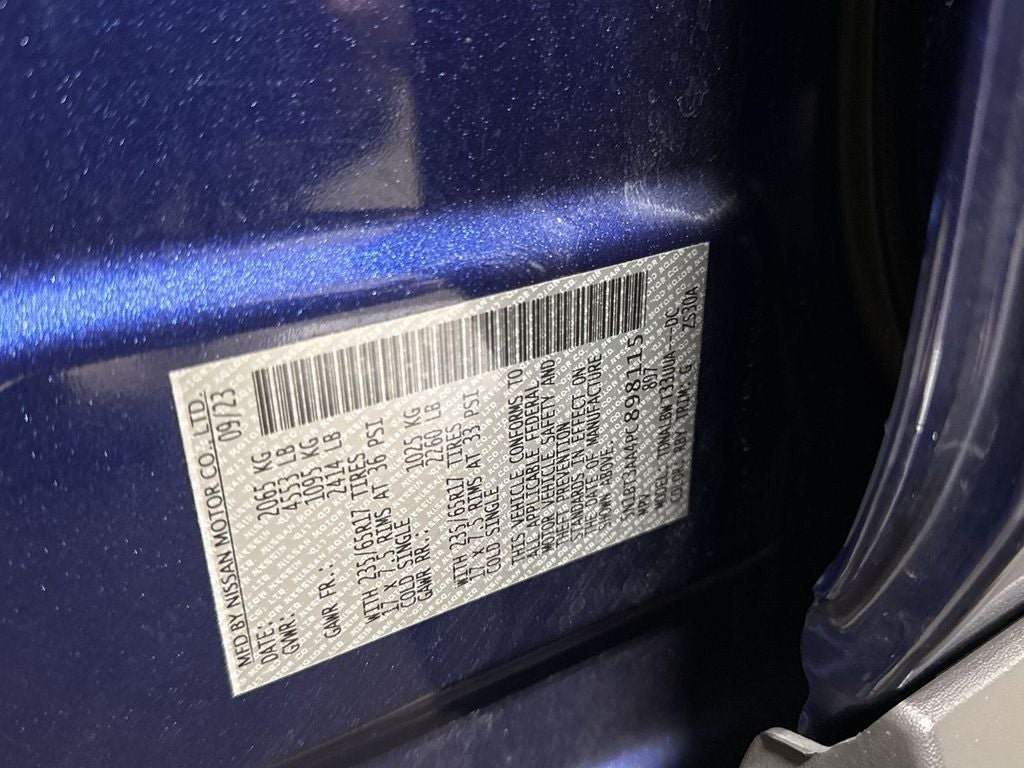 MFD BY NISSAN MOTOR CO., LTD.
DATE: 09/23
GVWR: 2065 KG
4553 LB
GAWR FR.: 1095 KG
2414 LB
WITH 235/65R17 TIRES
17 X 7.5 RIMS AT 36 PSI
COLD SINGLE
GAWR RR.: 1025 KG
2260 LB
WITH 235/65R17 TIRES
17 X 7.5 RIMS AT 33 PSI
COLD SINGLE
THIS VEHICLE CONFORMS TO
ALL APPLICABLE FEDERAL
MOTOR VEHICLE SAFETY AND
THEFT PREVENTION
STANDARDS IN EFFECT ON
THE DATE OF MANUFACTURE
SHOWN ABOVE.
MPV 897
MODEL
COLOR RBY TRIM G ZS30A